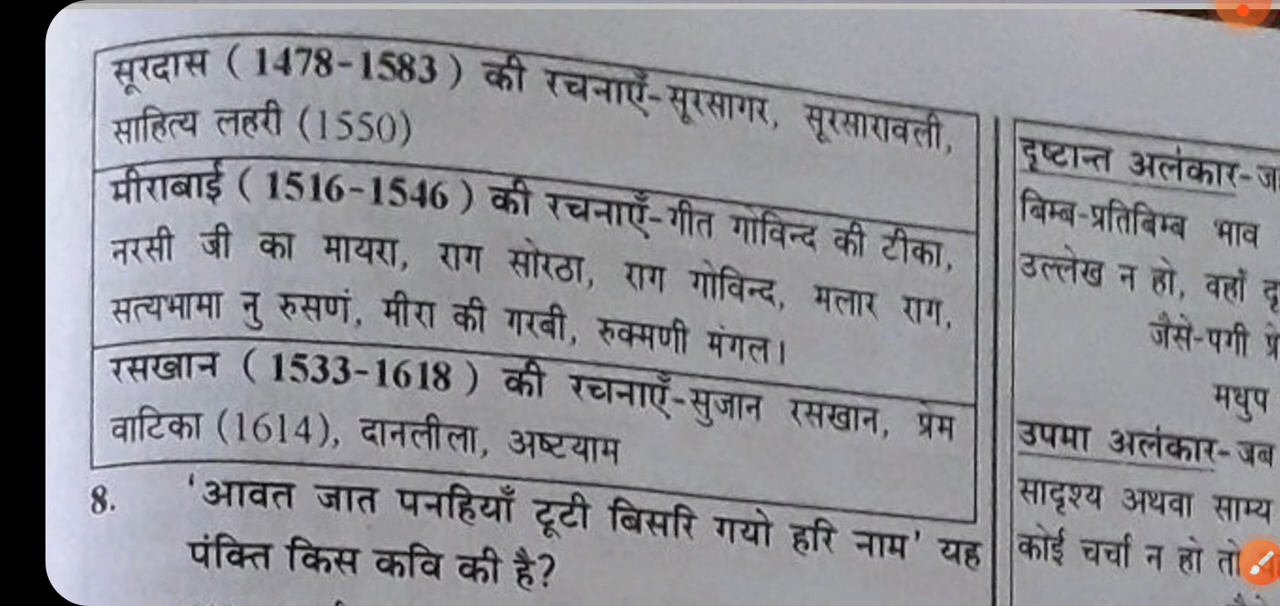 सूरदास ( 1478-1583 ) की रचनाएँ-सूरसागर, सूरसारावली,
साहित्य लहरी (1550)
मीराबाई ( 1516-1546 ) की रचनाएँ-गीत गोविन्द की टीका,
नरसी जी का मायरा, राग सोरठा, राग गोविन्द, मलार राग,
सत्यभामा नु रुसणं, मीरा की गरबी, रुक्मणी मंगल।
रसखान ( 1533-1618 ) की रचनाएँ-सुजान रसखान, प्रेम
वाटिका (1614), दानलीला, अष्टयाम
8. 'आवत जात पनहियाँ टूटी बिसरि गयो हरि नाम' यह
पंक्ति किस कवि की है?
दृष्टान्त अलंकार-
बिम्ब-प्रतिबिम्ब भाव
उल्लेख न हो, वहाँ
जैसे-पगी
मधुप
उपमा अलंकार-जब
सादृश्य अथवा साम्य
कोई चर्चा न हो तो